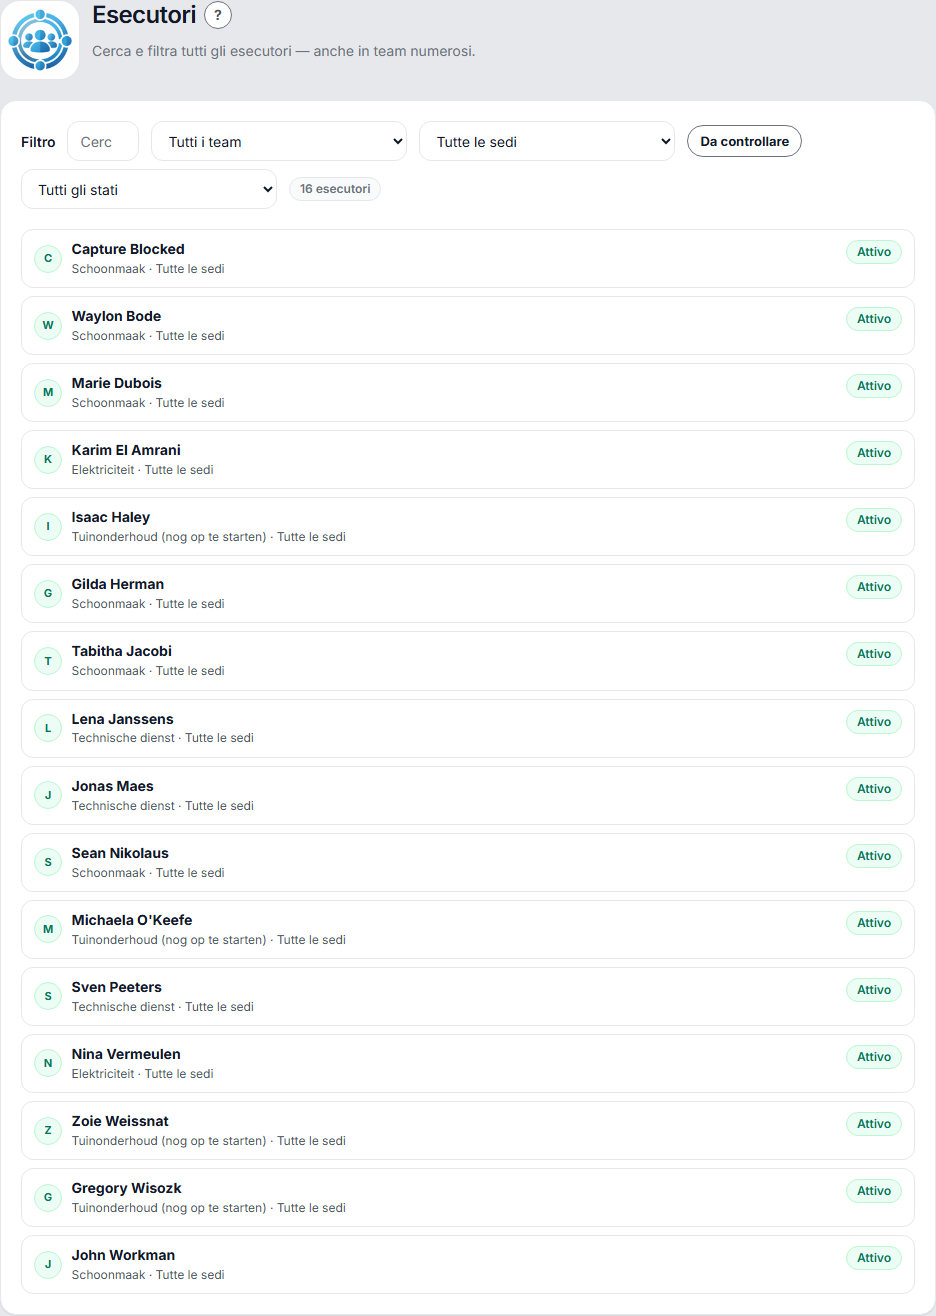 Esecutori ?
Cerca e filtra tutti gli esecutori — anche in team numerosi.
Filtro Cerc Tutti i team Tutte le sedi Da controllare
Tutti gli stati 16 esecutori
C Capture Blocked Attivo
Schoonmaak · Tutte le sedi
W Waylon Bode Attivo
Schoonmaak · Tutte le sedi
M Marie Dubois Attivo
Schoonmaak · Tutte le sedi
K Karim El Amrani Attivo
Elektriciteit · Tutte le sedi
I Isaac Haley Attivo
Tuinonderhoud (nog op te starten) · Tutte le sedi
G Gilda Herman Attivo
Schoonmaak · Tutte le sedi
T Tabitha Jacobi Attivo
Schoonmaak · Tutte le sedi
L Lena Janssens Attivo
Technische dienst · Tutte le sedi
J Jonas Maes Attivo
Technische dienst · Tutte le sedi
S Sean Nikolaus Attivo
Schoonmaak · Tutte le sedi
M Michaela O'Keefe Attivo
Tuinonderhoud (nog op te starten) · Tutte le sedi
S Sven Peeters Attivo
Technische dienst · Tutte le sedi
N Nina Vermeulen Attivo
Elektriciteit · Tutte le sedi
Z Zoie Weissnat Attivo
Tuinonderhoud (nog op te starten) · Tutte le sedi
G Gregory Wisozk Attivo
Tuinonderhoud (nog op te starten) · Tutte le sedi
J John Workman Attivo
Schoonmaak · Tutte le sedi